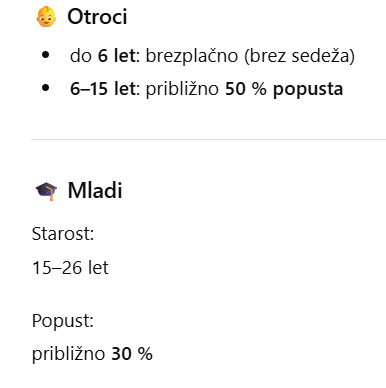 Otroci
do 6 let: brezplačno (brez sedeža)
6–15 let: približno 50 % popusta
Mladi
Starost:
15–26 let
Popust:
približno 30 %